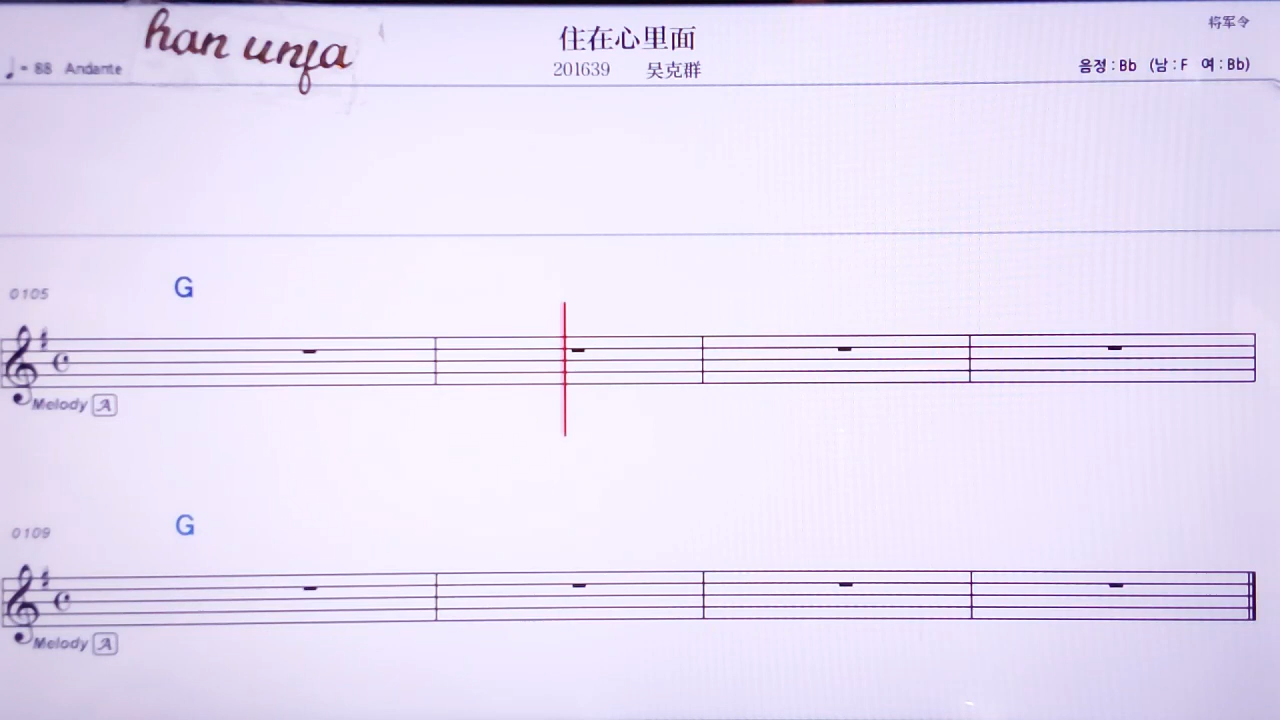 han unfa
住在心里面
将军令
201639 吴克群
♩= 88 Andante
음정 : Bb (남 : F 여 : Bb)
0105 G
Melody A
0109 G
Melody A